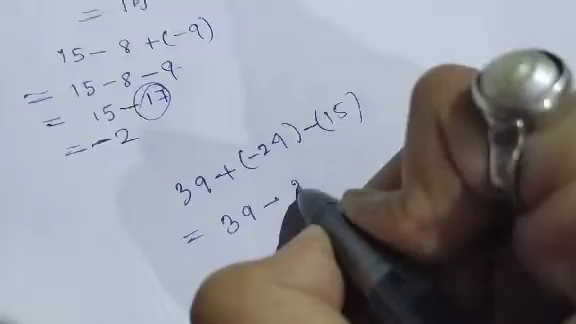 15 - 8 + (-9)
= 15 - 8 - 9
= 15 - 17
= -2
39 + (-24) - (15)
= 39 -